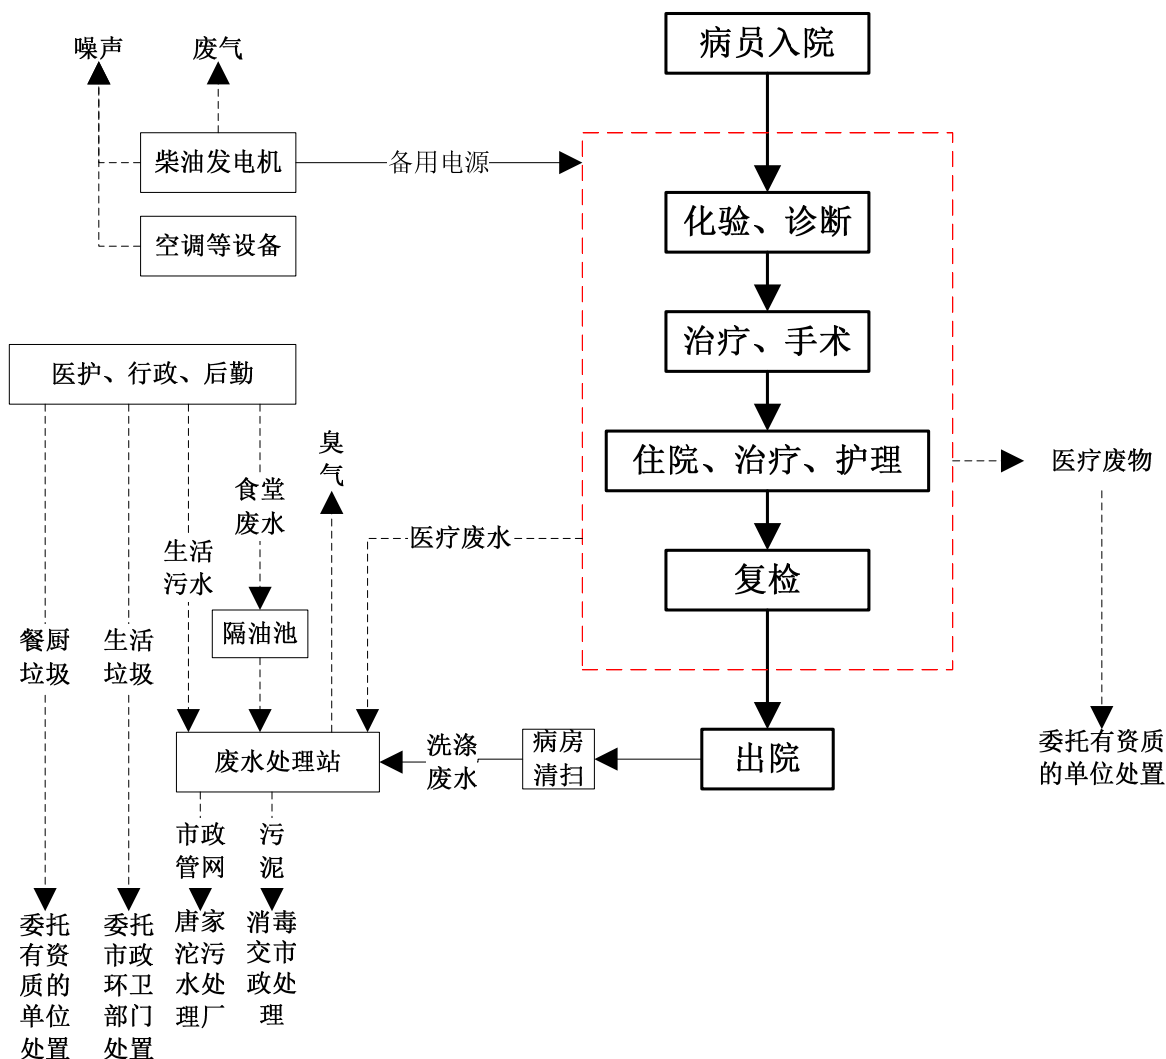 噪声
废气
病员入院
柴油发电机
备用电源
化验、诊断
空调等设备
治疗、手术
医护、行政、后勤
臭
气
住院、治疗、护理
医疗废物
食堂
废水
医疗废水
生活
污水
复检
隔油池
餐厨
垃圾
生活
垃圾
废水处理站
洗涤
废水
病房
清扫
出院
委托有资质
的单位处置
市政
管网
污
泥
委托
有资
质的
单位
处置
委托
市政
环卫
部门
处置
唐家
沱污
水处
理厂
消毒
交市
政处
理